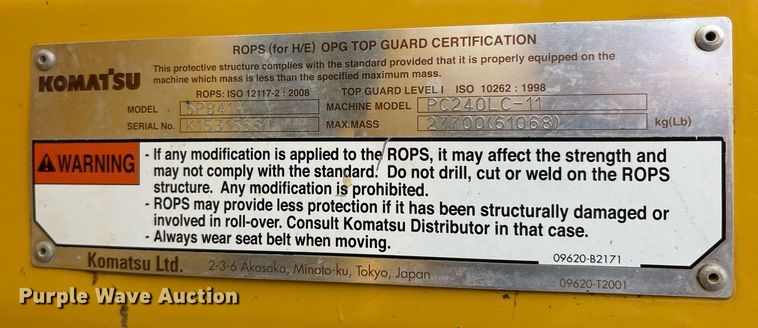 ROPS (for H/E) OPG TOP GUARD CERTIFICATION
This protective structure complies with the standard provided that it is properly equipped on the
machine which mass is less than the specified maximum mass.
KOMATSU
ROPS: ISO 12117-2 : 2008 TOP GUARD LEVEL I ISO 10262 : 1998
MODEL 6PB41A MACHINE MODEL PC240LC-11
SERIAL No. MAX.MASS 27700(61068) kg(Lb)
WARNING
- If any modification is applied to the ROPS, it may affect the strength and
may not comply with the standard. Do not drill, cut or weld on the ROPS
structure. Any modification is prohibited.
- ROPS may provide less protection if it has been structurally damaged or
involved in roll-over. Consult Komatsu Distributor in that case.
- Always wear seat belt when moving.
09620-B2171
Komatsu Ltd. 2-3-6 Akasaka, Minato-ku, Tokyo, Japan
09620-T2001
Purple Wave Auction